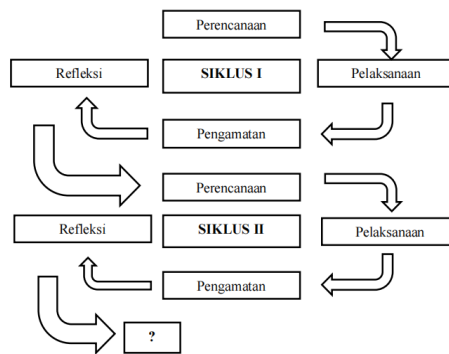 Perencanaan
Refleksi
SIKLUS I
Pelaksanaan
Pengamatan
Perencanaan
Refleksi
SIKLUS II
Pelaksanaan
Pengamatan
?